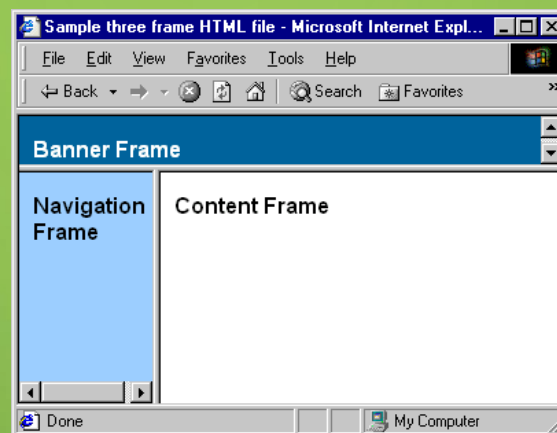 Sample three frame HTML file - Microsoft Internet Expl...
File Edit View Favorites Tools Help
Back Search Favorites »
Banner Frame
Navigation
Frame
Content Frame
Done My Computer